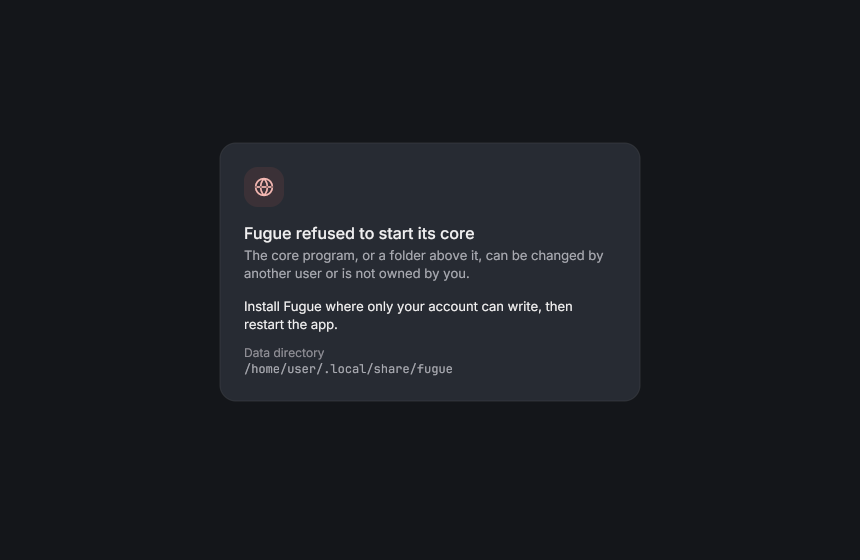 Fugue refused to start its core
The core program, or a folder above it, can be changed by
another user or is not owned by you.
Install Fugue where only your account can write, then
restart the app.
Data directory
/home/user/.local/share/fugue